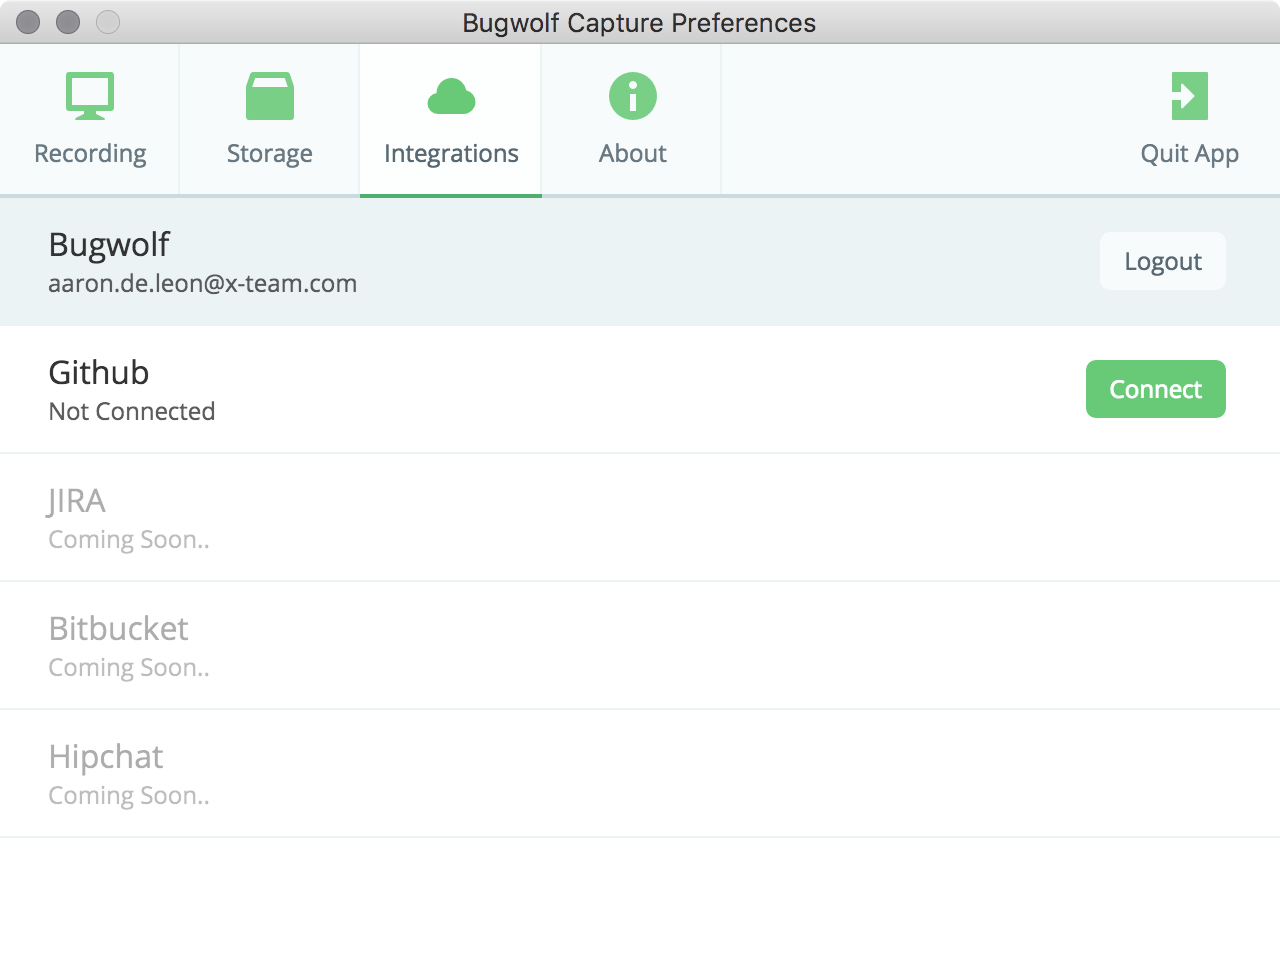 Bugwolf Capture Preferences
Recording
Storage
Integrations
About
Quit App
Bugwolf
aaron.de.leon@x-team.com
Logout
Github
Not Connected
Connect
JIRA
Coming Soon..
Bitbucket
Coming Soon..
Hipchat
Coming Soon..